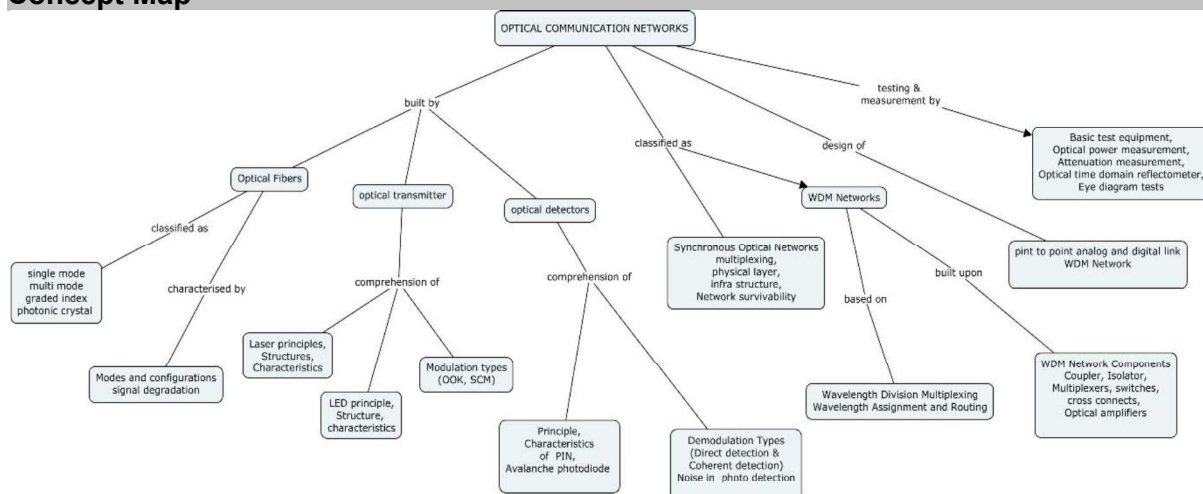 Concept Map
OPTICAL COMMUNICATION NETWORKS
built by
testing &
measurement by
classified as
design of
Basic test equipment,
Optical power measurement,
Attenuation measurement,
Optical time domain reflectometer,
Eye diagram tests
Optical Fibers
optical transmitter
optical detectors
WDM Networks
classified as
characterised by
comprehension of
comprehension of
Synchronous Optical Networks
multiplexing,
physical layer,
infra structure,
Network survivability
based on
built upon
pint to point analog and digital link
WDM Network
single mode
multi mode
graded index
photonic crystal
Modes and configurations
signal degradation
Laser principles,
Structures,
Characteristics
LED principle,
Structure,
characteristics
Modulation types
(OOK, SCM)
Principle,
Characteristics
of PIN,
Avalanche photodiode
Demodulation Types
(Direct detection &
Coherent detection)
Noise in photo detection
Wavelength Division Multiplexing
Wavelength Assignment and Routing
WDM Network Components
Coupler, Isolator,
Multiplexers, switches,
cross connects,
Optical amplifiers